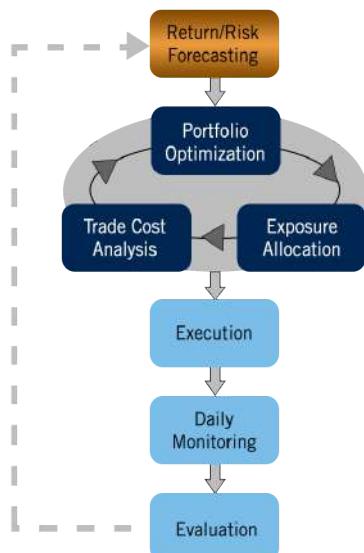 Return/Risk
Forecasting
Portfolio
Optimization
Trade Cost
Analysis
Exposure
Allocation
Execution
Daily
Monitoring
Evaluation